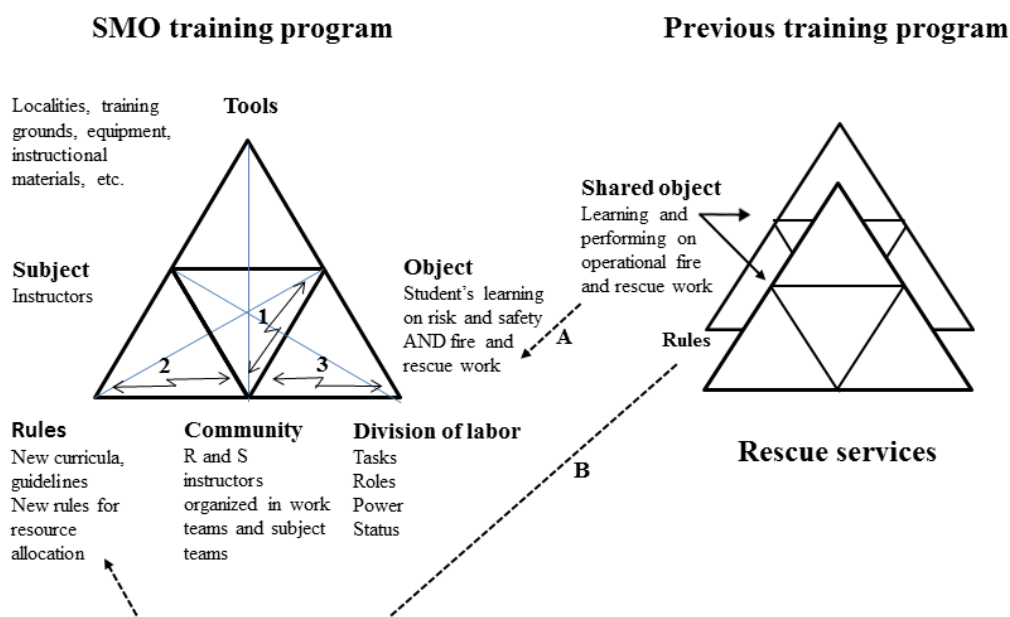 SMO training program
Previous training program
Localities, training
grounds, equipment,
instructional
materials, etc.
Tools
Shared object
Learning and
performing on
operational fire
and rescue work
Subject
Instructors
Object
Student's learning
on risk and safety
AND fire and
rescue work
1
2
3
A
Rules
Rules
New curricula,
guidelines
New rules for
resource
allocation
Community
R and S
instructors
organized in work
teams and subject
teams
Division of labor
Tasks
Roles
Power
Status
B
Rescue services